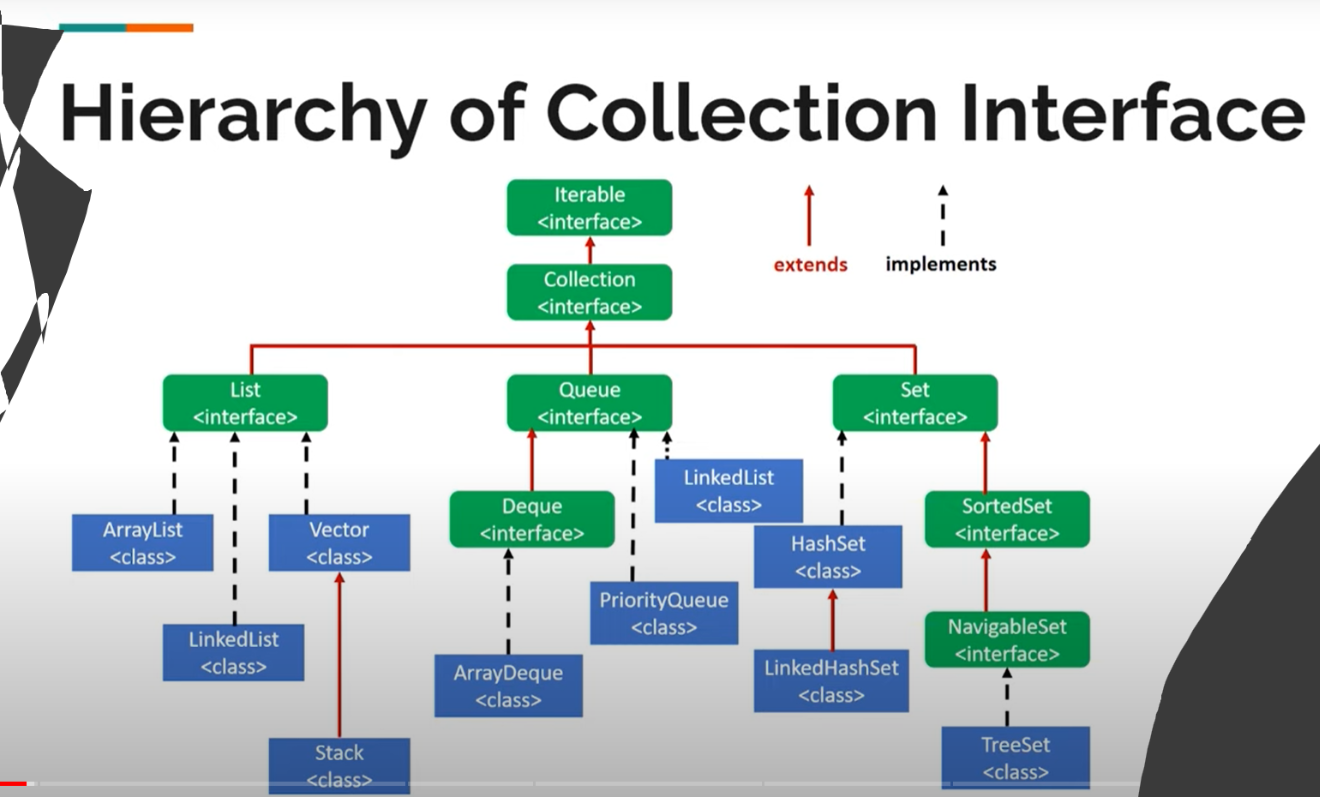 Hierarchy of Collection Interface
Iterable
<interface>
extends
implements
Collection
<interface>
List
<interface>
Queue
<interface>
Set
<interface>
LinkedList
<class>
Deque
<interface>
SortedSet
<interface>
ArrayList
<class>
Vector
<class>
HashSet
<class>
PriorityQueue
<class>
NavigableSet
<interface>
LinkedList
<class>
ArrayDeque
<class>
LinkedHashSet
<class>
Stack
<class>
TreeSet
<class>